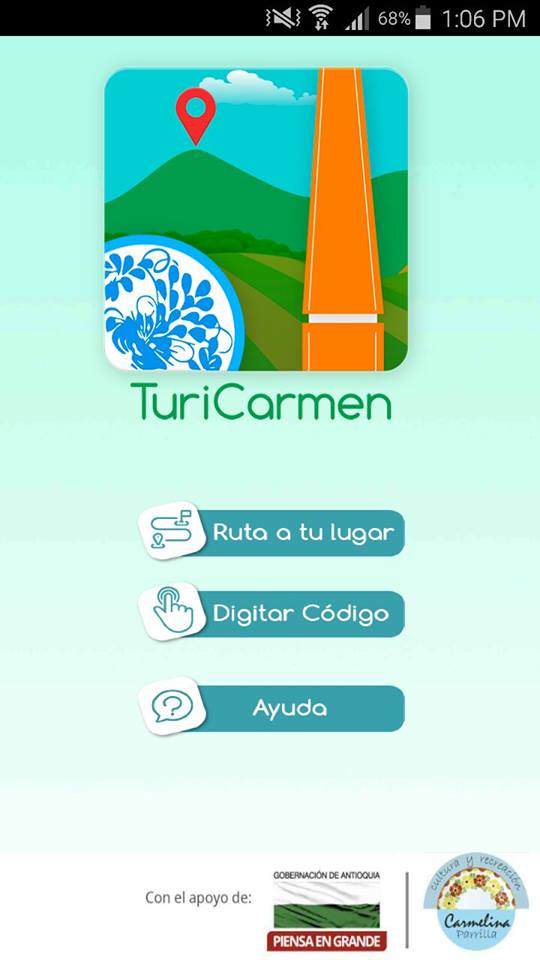 68% 1:06 PM
TuriCarmen
Ruta a tu lugar
Digitar Código
Ayuda
Con el apoyo de:
GOBERNACIÓN DE ANTIOQUIA
PIENSA EN GRANDE
cultura y recreación
Carmelina
Parrilla